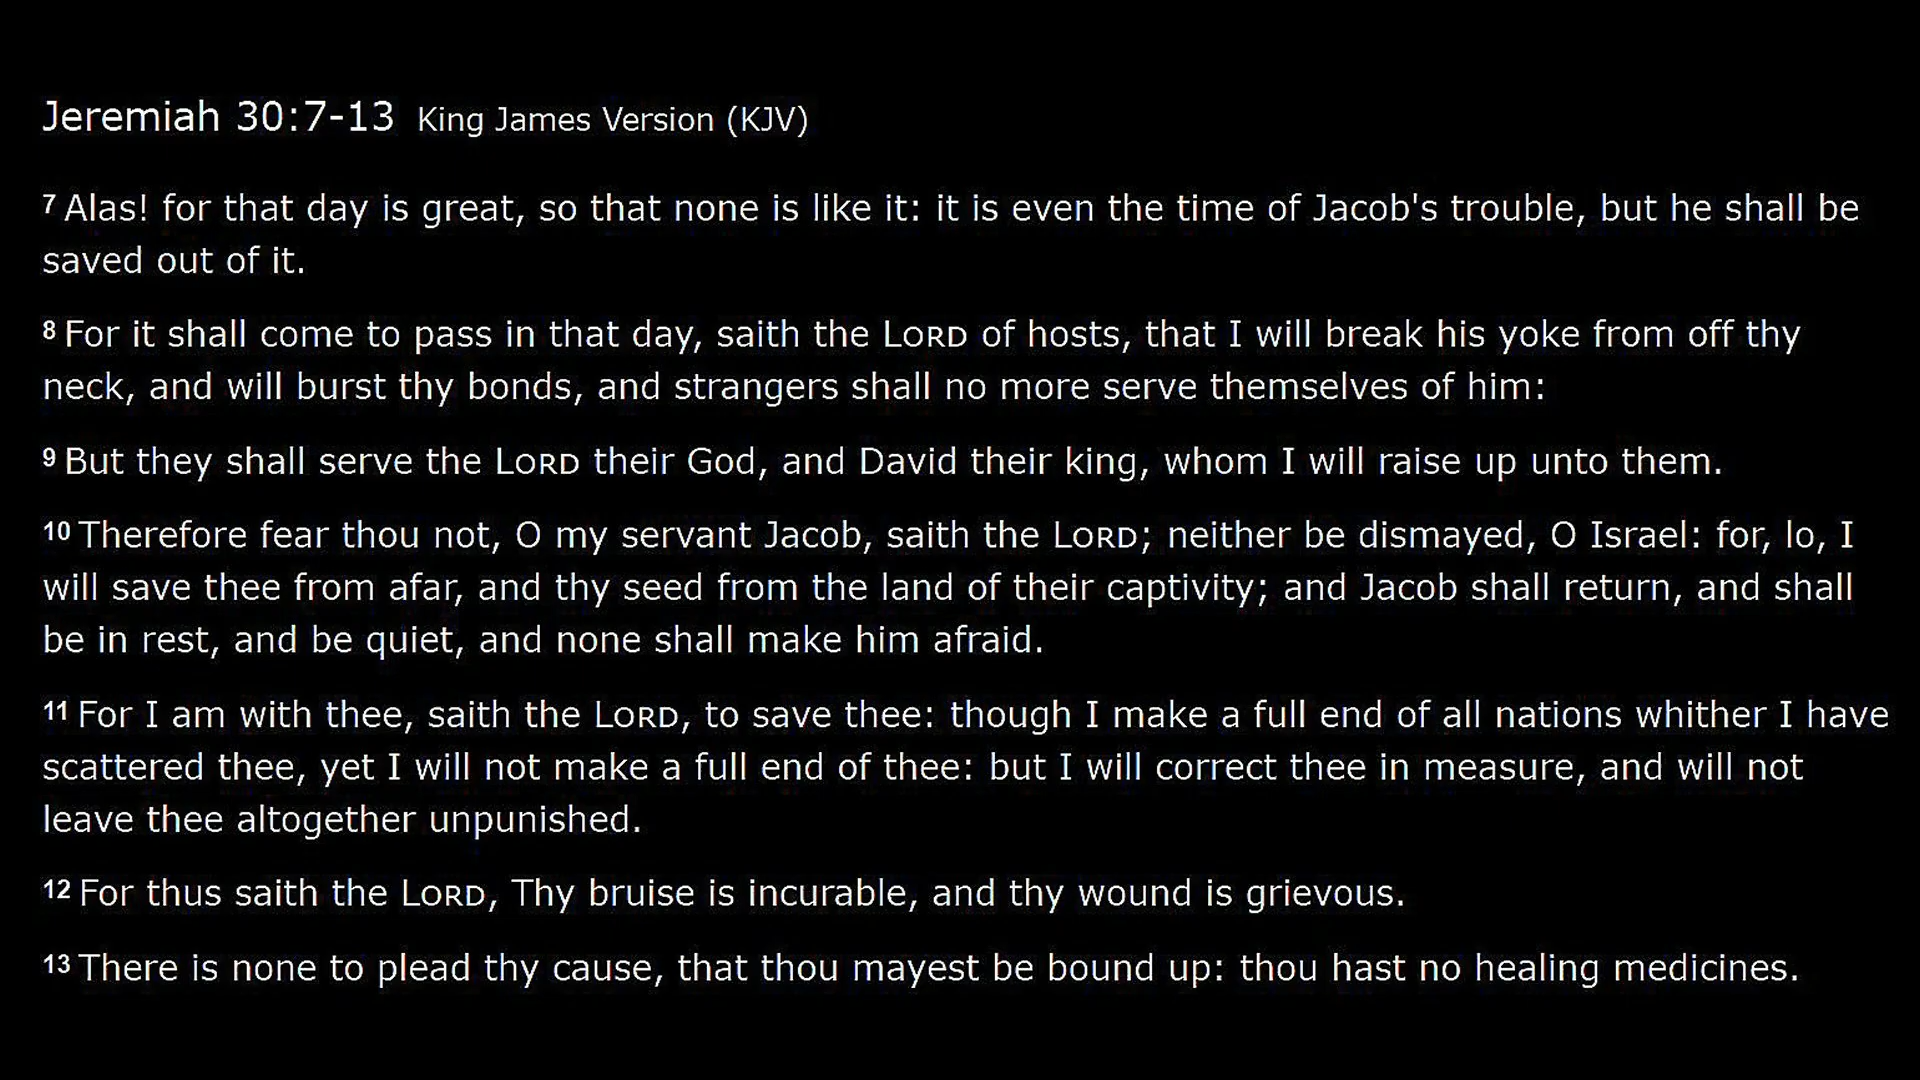 Jeremiah 30:7-13 King James Version (KJV)
7 Alas! for that day is great, so that none is like it: it is even the time of Jacob's trouble, but he shall be
saved out of it.
8 For it shall come to pass in that day, saith the LORD of hosts, that I will break his yoke from off thy
neck, and will burst thy bonds, and strangers shall no more serve themselves of him:
9 But they shall serve the LORD their God, and David their king, whom I will raise up unto them.
10 Therefore fear thou not, O my servant Jacob, saith the LORD; neither be dismayed, O Israel: for, lo, I
will save thee from afar, and thy seed from the land of their captivity; and Jacob shall return, and shall
be in rest, and be quiet, and none shall make him afraid.
11 For I am with thee, saith the LORD, to save thee: though I make a full end of all nations whither I have
scattered thee, yet I will not make a full end of thee: but I will correct thee in measure, and will not
leave thee altogether unpunished.
12 For thus saith the LORD, Thy bruise is incurable, and thy wound is grievous.
13 There is none to plead thy cause, that thou mayest be bound up: thou hast no healing medicines.